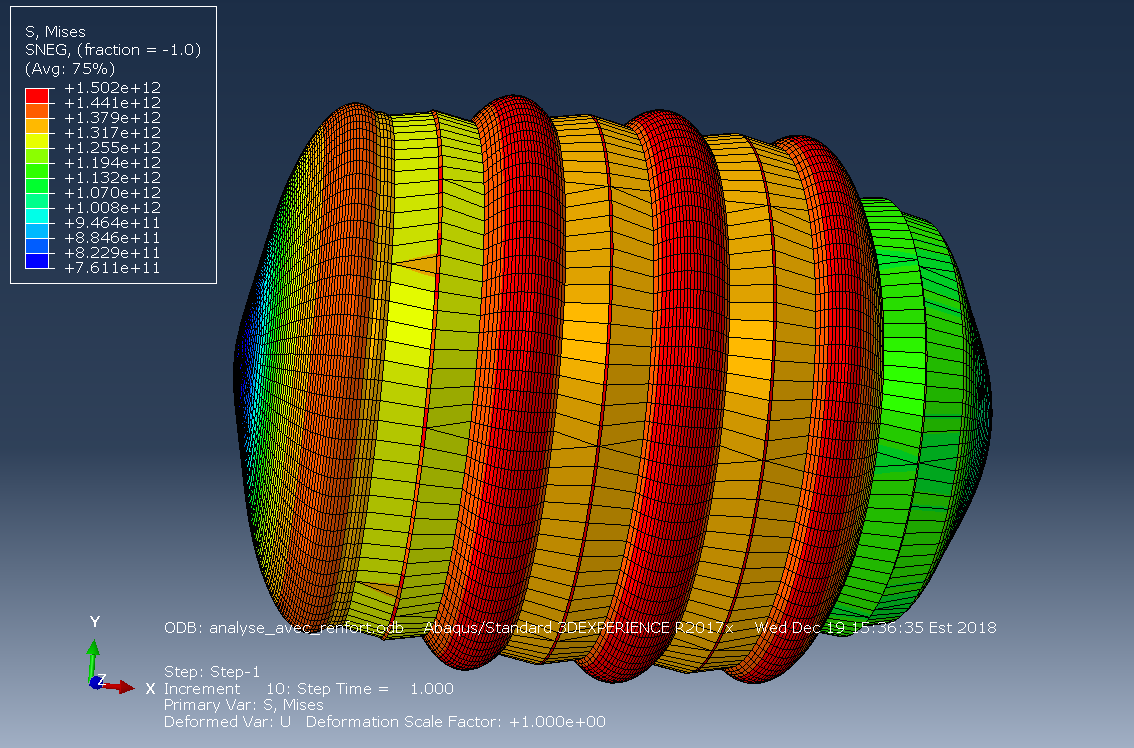 S, Mises
SNEG, (fraction = -1.0)
(Avg: 75%)
+1.502e+12
+1.441e+12
+1.379e+12
+1.317e+12
+1.255e+12
+1.194e+12
+1.132e+12
+1.070e+12
+1.008e+12
+9.464e+11
+8.846e+11
+8.229e+11
+7.611e+11
Y
Z
X
ODB: analyse_avec_renfort.odb Abaqus/Standard 3DEXPERIENCE R2017x Wed Dec 19 15:36:35 Est 2018
Step: Step-1
Increment 10: Step Time = 1.000
Primary Var: S, Mises
Deformed Var: U Deformation Scale Factor: +1.000e+00